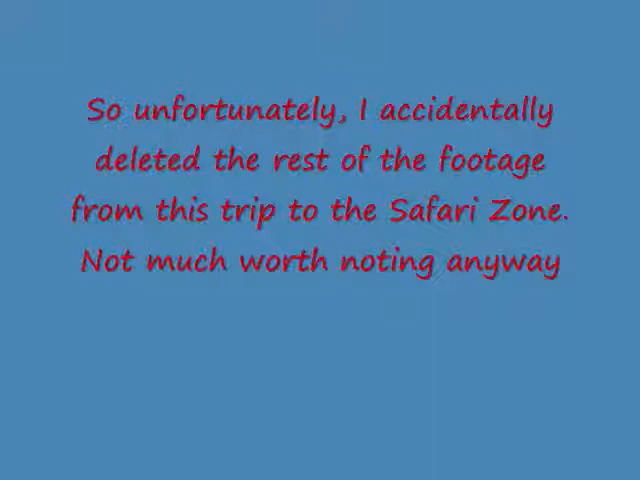 So unfortunately, I accidentally
deleted the rest of the footage
from this trip to the Safari Zone.
Not much worth noting anyway